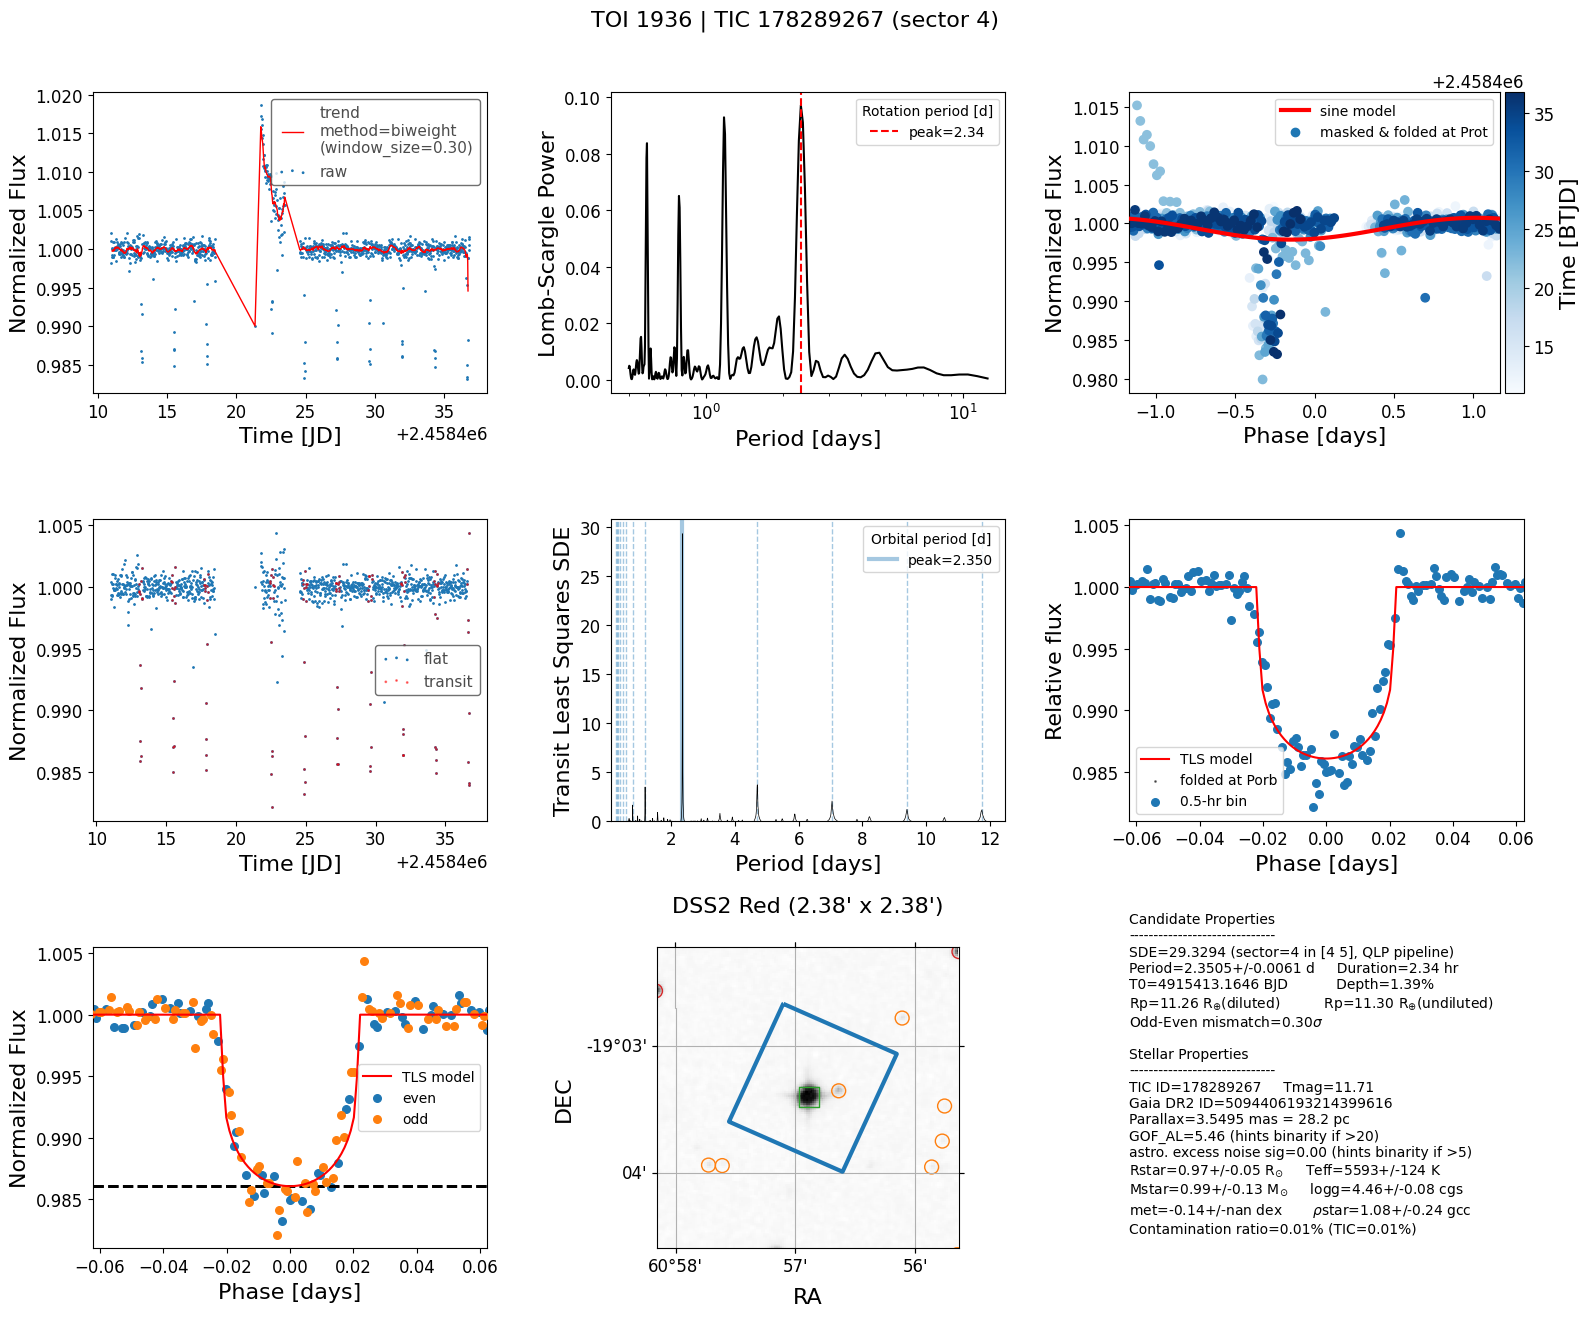 TOI 1936 | TIC 178289267 (sector 4)
Normalized Flux
1.020
1.015
1.010
1.005
1.000
0.995
0.990
0.985
trend
method=biweight
(window_size=0.30)
raw
10 15 20 25 30 35
Time [JD]
+2.4584e6
Lomb-Scargle Power
0.10
0.08
0.06
0.04
0.02
0.00
Rotation period [d]
peak=2.34
10^0 10^1
Period [days]
Normalized Flux
1.015
1.010
1.005
1.000
0.995
0.990
0.985
0.980
sine model
masked & folded at Prot
−1.0 −0.5 0.0 0.5 1.0
Phase [days]
+2.4584e6
35
30
25
20
15
Time [BTJD]
Normalized Flux
1.005
1.000
0.995
0.990
0.985
flat
transit
10 15 20 25 30 35
Time [JD]
+2.4584e6
Transit Least Squares SDE
30
25
20
15
10
5
0
Orbital period [d]
peak=2.350
2 4 6 8 10 12
Period [days]
Relative flux
1.005
1.000
0.995
0.990
0.985
TLS model
folded at Porb
0.5-hr bin
−0.06 −0.04 −0.02 0.00 0.02 0.04 0.06
Phase [days]
Normalized Flux
1.005
1.000
0.995
0.990
0.985
TLS model
even
odd
−0.06 −0.04 −0.02 0.00 0.02 0.04 0.06
Phase [days]
DSS2 Red (2.38' x 2.38')
DEC
-19°03'
04'
60°58' 57' 56'
RA
Candidate Properties
------------------------------
SDE=29.3294 (sector=4 in [4 5], QLP pipeline)
Period=2.3505+/-0.0061 d Duration=2.34 hr
T0=4915413.1646 BJD Depth=1.39%
Rp=11.26 R⊕(diluted) Rp=11.30 R⊕(undiluted)
Odd-Even mismatch=0.30σ
Stellar Properties
------------------------------
TIC ID=178289267 Tmag=11.71
Gaia DR2 ID=5094406193214399616
Parallax=3.5495 mas = 28.2 pc
GOF_AL=5.46 (hints binarity if >20)
astro. excess noise sig=0.00 (hints binarity if >5)
Rstar=0.97+/-0.05 R⊙ Teff=5593+/-124 K
Mstar=0.99+/-0.13 M⊙ logg=4.46+/-0.08 cgs
met=-0.14+/-nan dex ρstar=1.08+/-0.24 gcc
Contamination ratio=0.01% (TIC=0.01%)